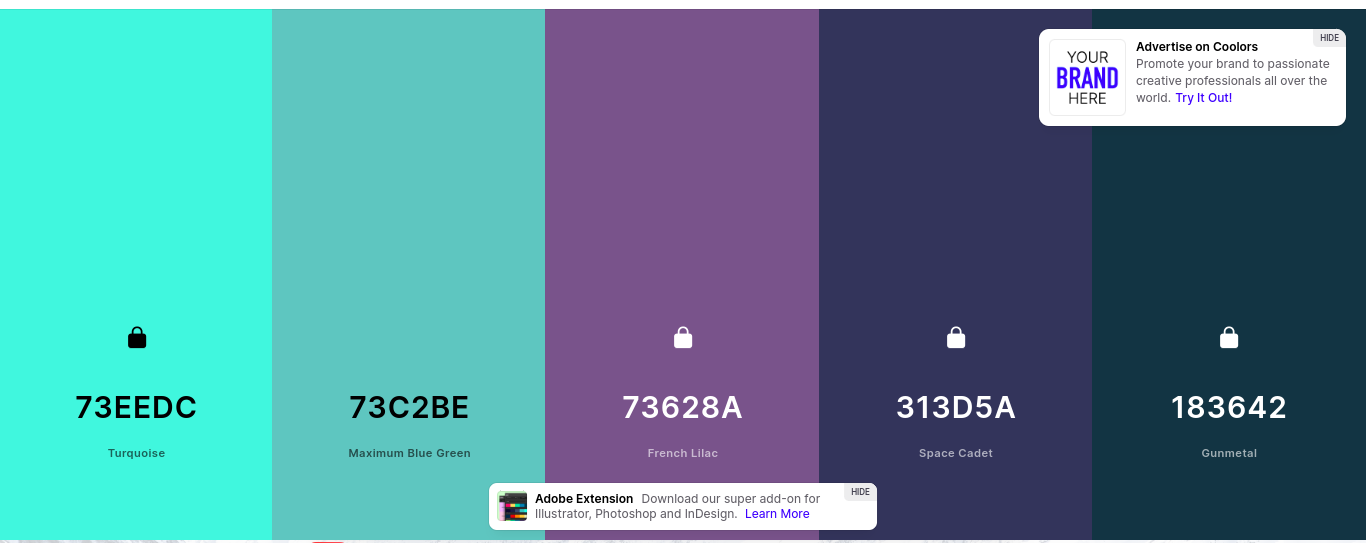 HIDE
YOUR
BRAND
HERE
Advertise on Coolors
Promote your brand to passionate
creative professionals all over the
world. Try It Out!
73EEDC
73C2BE
73628A
313D5A
183642
Turquoise
Maximum Blue Green
French Lilac
Space Cadet
Gunmetal
HIDE
Adobe Extension Download our super add-on for
Illustrator, Photoshop and InDesign. Learn More